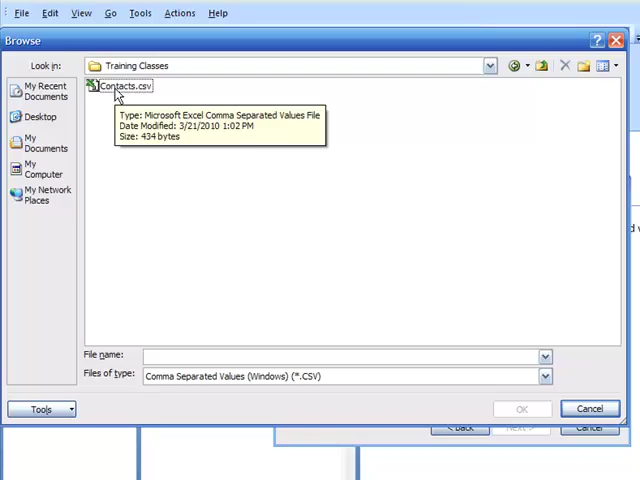 File Edit View Go Tools Actions Help
Browse
Look in: Training Classes
My Recent Documents
Contacts.csv
Type: Microsoft Excel Comma Separated Values File
Date Modified: 3/21/2010 1:02 PM
Size: 434 bytes
Desktop
My Documents
My Computer
My Network Places
File name:
Files of type: Comma Separated Values (Windows) (*.CSV)
Tools OK Cancel
< Back Next > Cancel